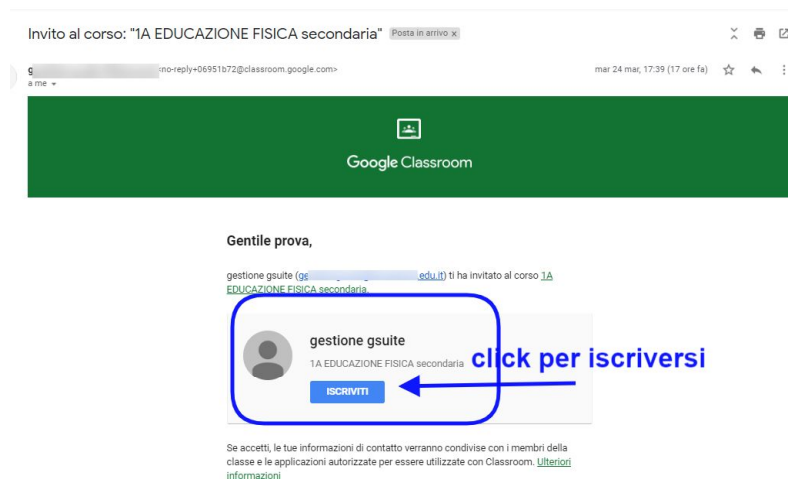 Invito al corso: "1A EDUCAZIONE FISICA secondaria" Posta in arrivo x
<no-reply+06951b72@classroom.google.com> mar 24 mar, 17:39 (17 ore fa)
a me
Google Classroom
Gentile prova,
gestione gsuite (ge edu.it) ti ha invitato al corso 1A
EDUCAZIONE FISICA secondaria.
gestione gsuite
1A EDUCAZIONE FISICA secondaria
click per iscriversi
ISCRIVITI
Se accetti, le tue informazioni di contatto verranno condivise con i membri della
classe e le applicazioni autorizzate per essere utilizzate con Classroom. Ulteriori
informazioni